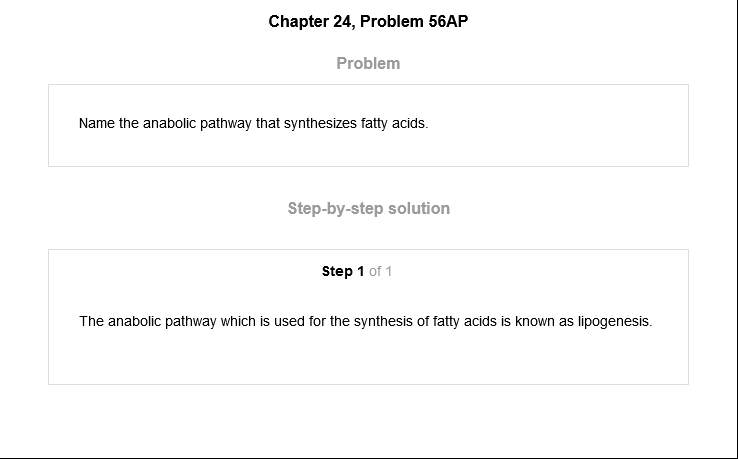 Chapter 24, Problem 56AP
Problem
Name the anabolic pathway that synthesizes fatty acids.
Step-by-step solution
Step 1 of 1
The anabolic pathway which is used for the synthesis of fatty acids is known as lipogenesis.